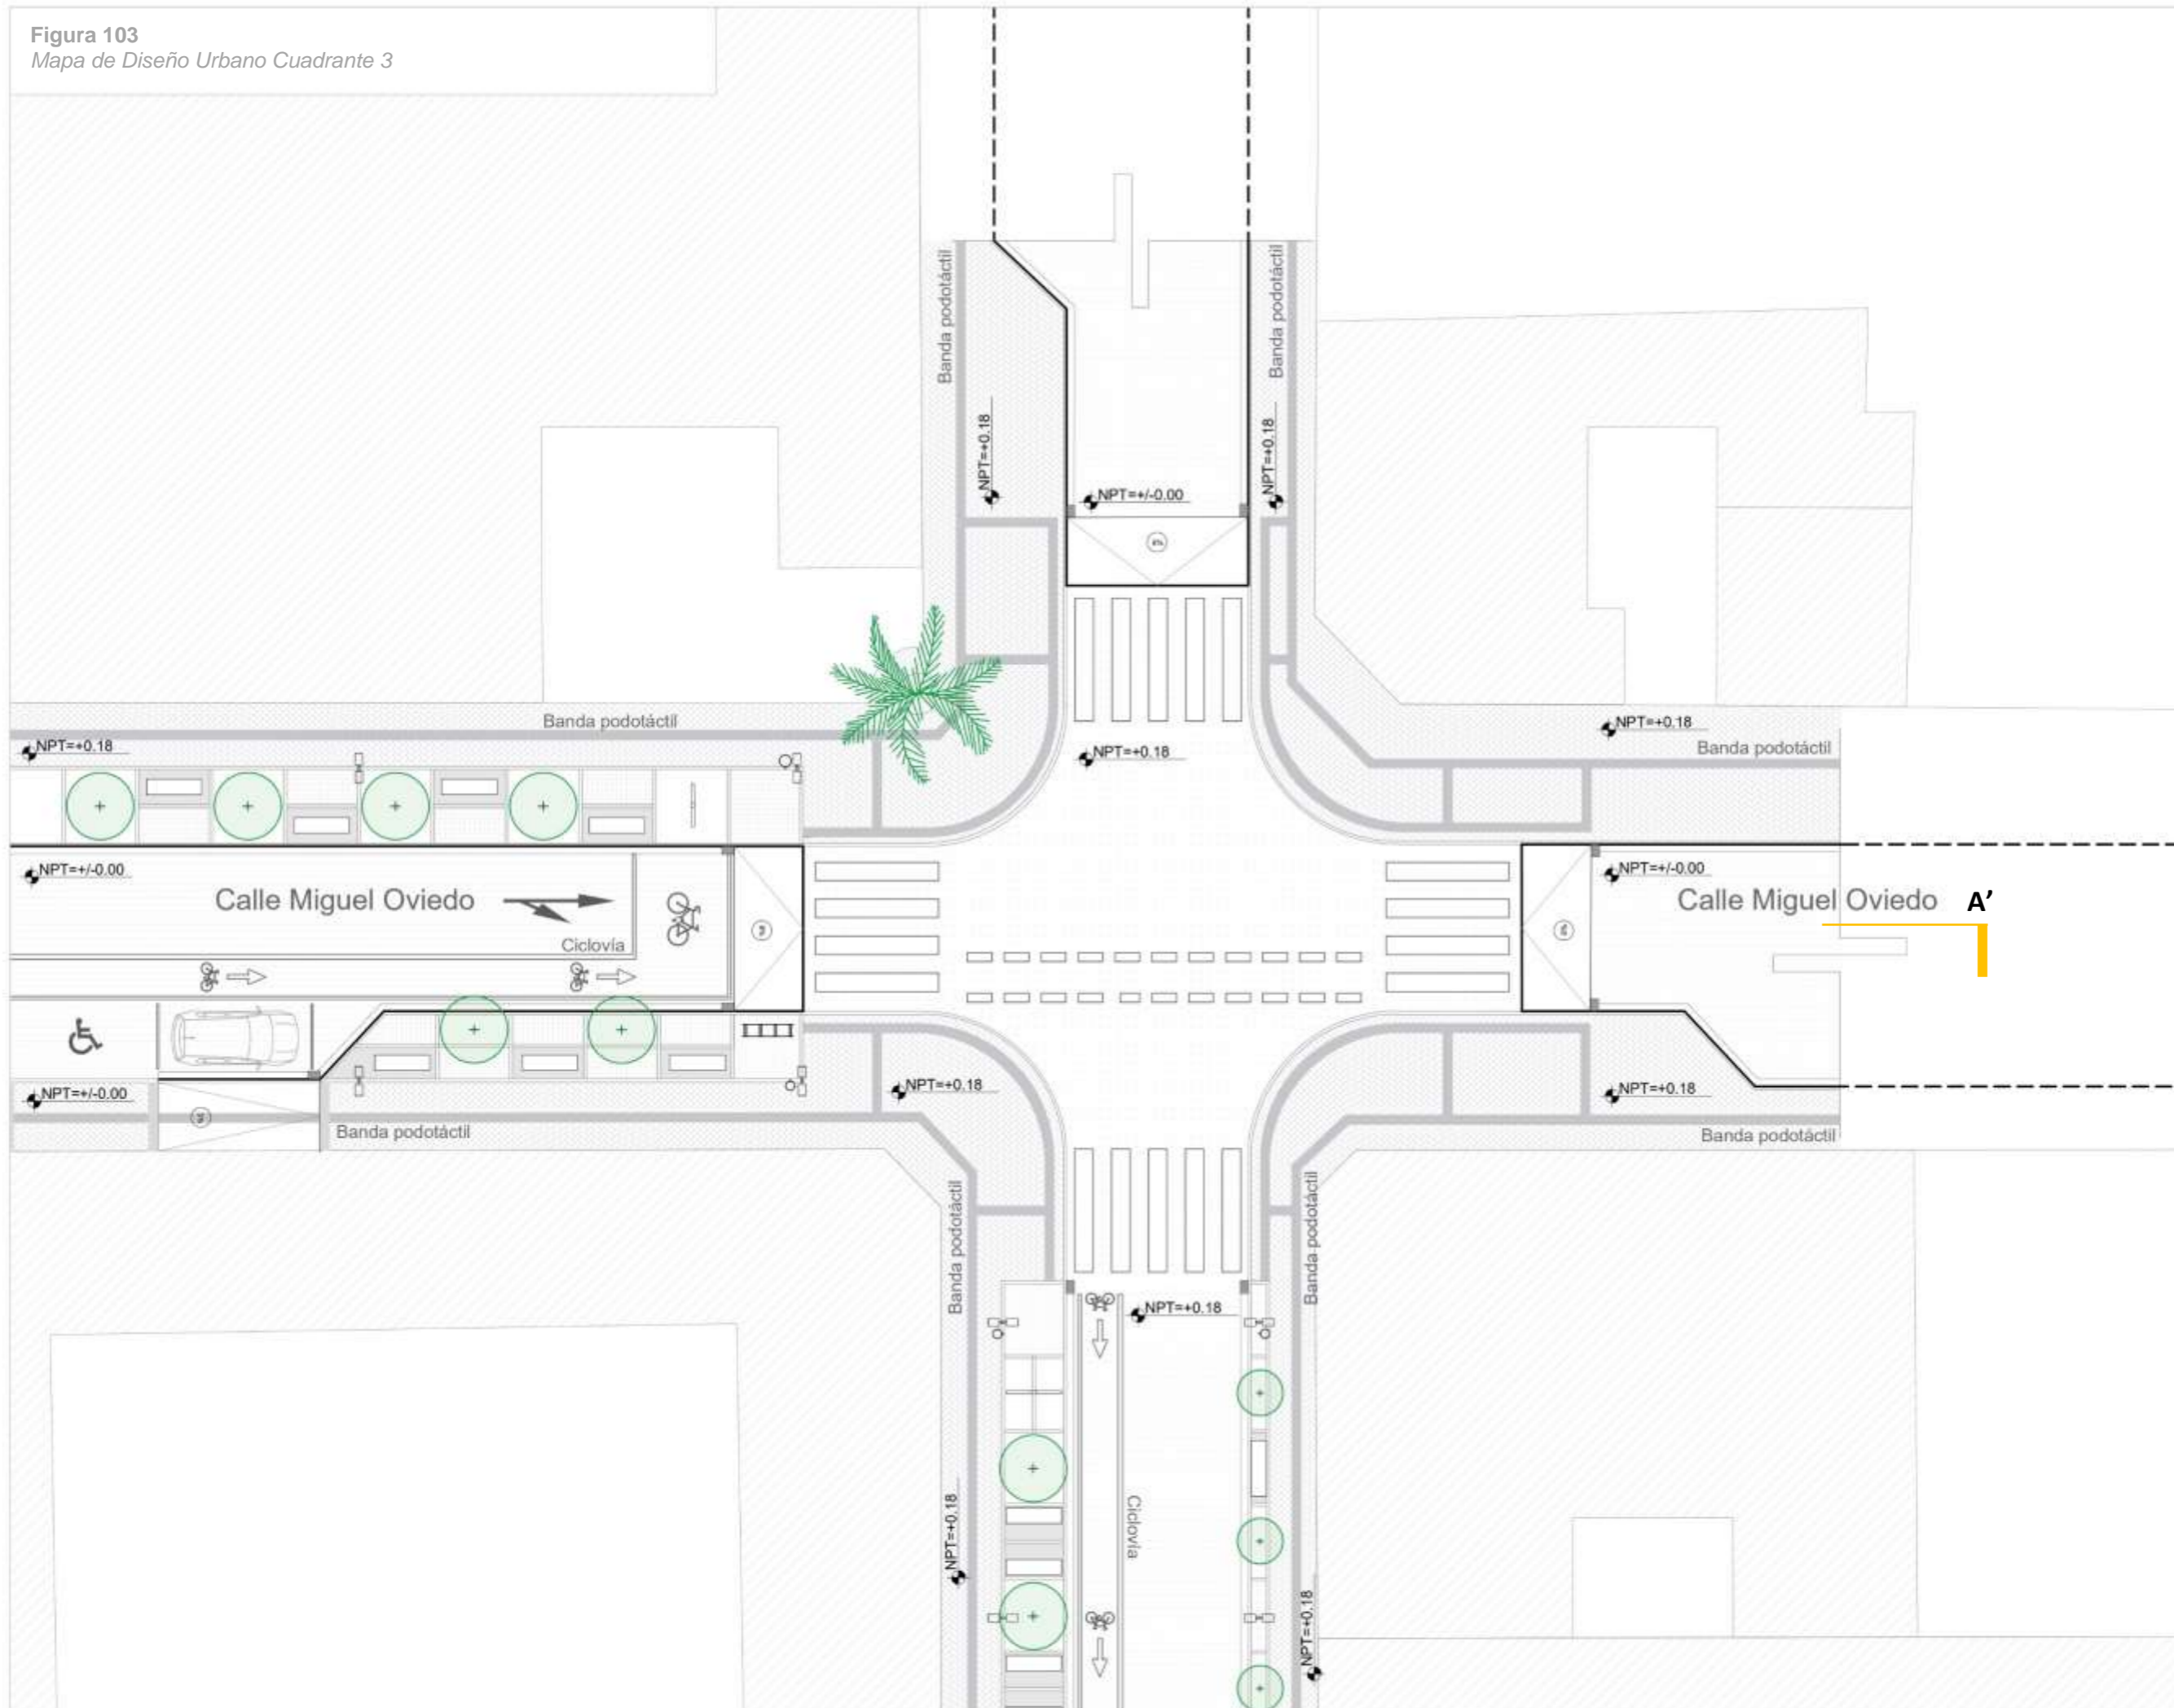 Figura 103
Mapa de Diseño Urbano Cuadrante 3
Banda podotáctil
Banda podotáctil
NPT=+0.18
NPT=+0.18
NPT=+/-0.00
Banda podotáctil
NPT=+0.18
NPT=+0.18
NPT=+0.18
Banda podotáctil
NPT=+/-0.00
Calle Miguel Oviedo
Ciclovía
NPT=+/-0.00
Calle Miguel Oviedo
A’
NPT=+/-0.00
Banda podotáctil
NPT=+0.18
NPT=+0.18
Banda podotáctil
Banda podotáctil
Banda podotáctil
NPT=+0.18
Ciclovía
NPT=+0.18
NPT=+0.18